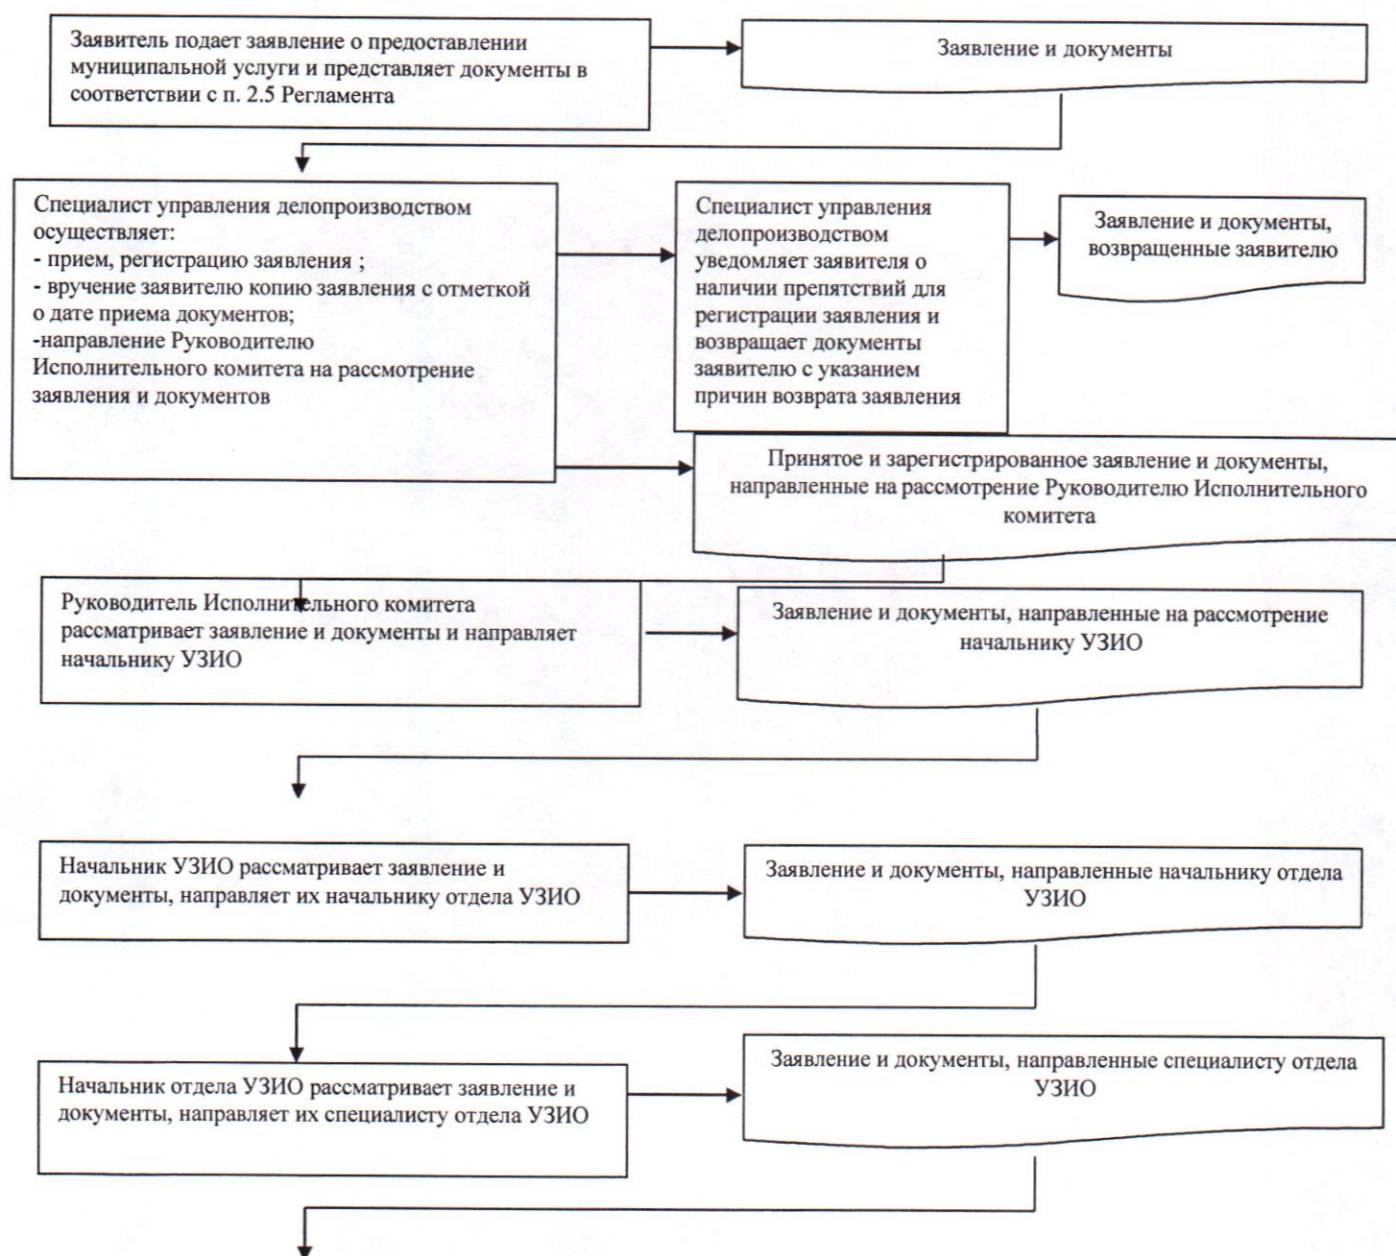 Заявитель подает заявление о предоставлении
муниципальной услуги и представляет документы в
соответствии с п. 2.5 Регламента
Заявление и документы
Специалист управления делопроизводством
осуществляет:
- прием, регистрацию заявления ;
- вручение заявителю копию заявления с отметкой
о дате приема документов;
-направление Руководителю
Исполнительного комитета на рассмотрение
заявления и документов
Специалист управления
делопроизводством
уведомляет заявителя о
наличии препятствий для
регистрации заявления и
возвращает документы
заявителю с указанием
причин возврата заявления
Заявление и документы,
возвращенные заявителю
Принятое и зарегистрированное заявление и документы,
направленные на рассмотрение Руководителю Исполнительного
комитета
Руководитель Исполнительного комитета
рассматривает заявление и документы и направляет
начальнику УЗИО
Заявление и документы, направленные на рассмотрение
начальнику УЗИО
Начальник УЗИО рассматривает заявление и
документы, направляет их начальнику отдела УЗИО
Заявление и документы, направленные начальнику отдела
УЗИО
Начальник отдела УЗИО рассматривает заявление и
документы, направляет их специалисту отдела УЗИО
Заявление и документы, направленные специалисту отдела
УЗИО